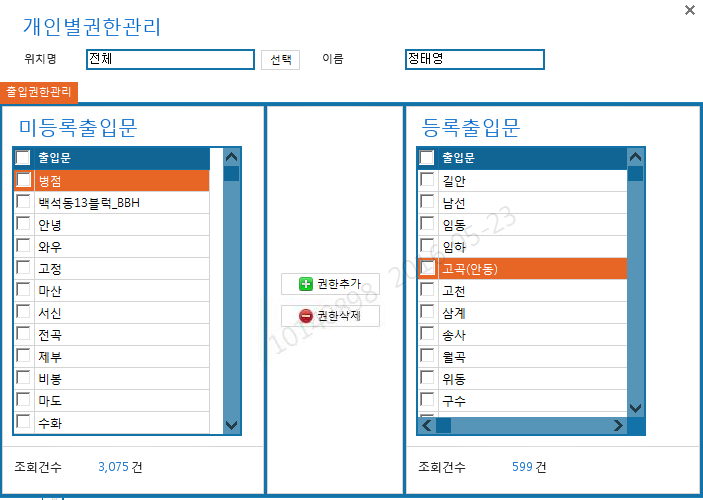 개인별권한관리
위치명 전체 선택 이름 정태영
출입권한관리
미등록출입문
출입문
병점
백석동13블럭_BBH
안녕
와우
고정
마산
서신
전곡
제부
비봉
마도
수화
조회건수 3,075 건
권한추가
권한삭제
등록출입문
출입문
길안
남선
임동
임하
고곡(안동)
고천
삼계
송사
월곡
위동
구수
조회건수 599 건